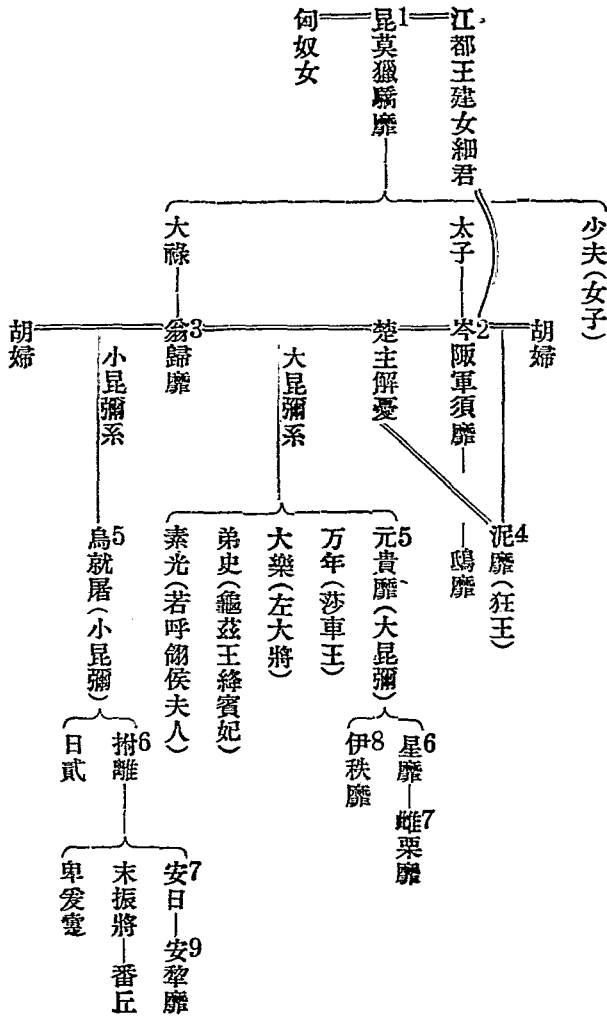 江都王建女細君
1昆莫獵驕靡
匈奴女
少夫(女子)
太子
大祿
胡婦
2岑陬軍須靡
楚主解憂
3翁歸靡
胡婦
大昆彌系
小昆彌系
4泥靡(狂王)
鴟靡
5元貴靡(大昆彌)
万年(莎車王)
大樂(左大將)
弟史(龜茲王絳賓妃)
素光(若呼翖侯夫人)
5烏就屠(小昆彌)
6星靡
7雌栗靡
8伊秩靡
6拊離
日貳
7安日
9安犂靡
末振將
番丘
卑爰疐